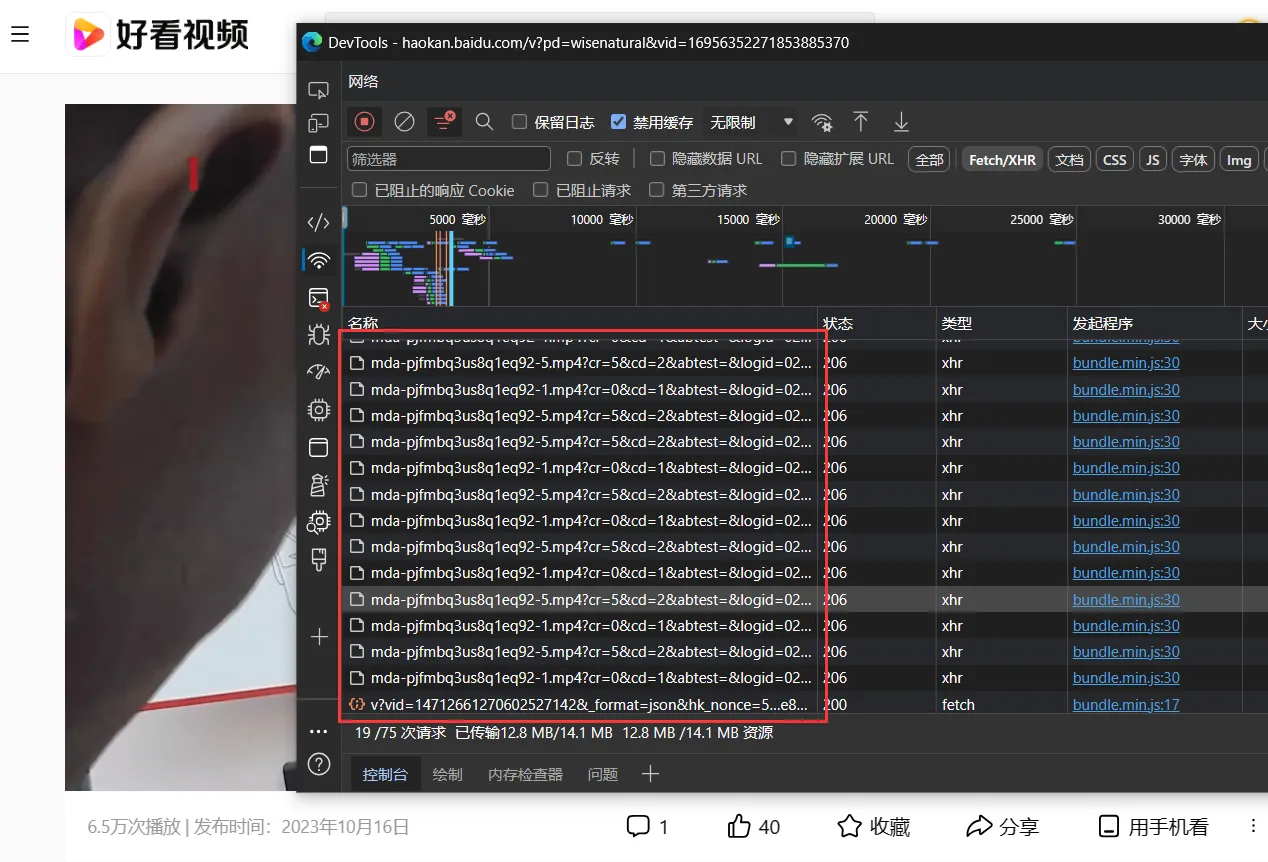 好看视频
DevTools - haokan.baidu.com/v?pd=wisenatural&vid=16956352271853885370
网络
保留日志 禁用缓存 无限制
筛选器 反转 隐藏数据 URL 隐藏扩展 URL 全部 Fetch/XHR 文档 CSS JS 字体 Img
已阻止的响应 Cookie 已阻止请求 第三方请求
5000 毫秒 10000 毫秒 15000 毫秒 20000 毫秒 25000 毫秒 30000 毫秒
名称 状态 类型 发起程序
mda-pjfmbq3us8q1eq92-5.mp4?cr=5&cd=2&abtest=&logid=02... 206 xhr bundle.min.js:30
mda-pjfmbq3us8q1eq92-1.mp4?cr=0&cd=1&abtest=&logid=02... 206 xhr bundle.min.js:30
mda-pjfmbq3us8q1eq92-5.mp4?cr=5&cd=2&abtest=&logid=02... 206 xhr bundle.min.js:30
mda-pjfmbq3us8q1eq92-5.mp4?cr=5&cd=2&abtest=&logid=02... 206 xhr bundle.min.js:30
mda-pjfmbq3us8q1eq92-1.mp4?cr=0&cd=1&abtest=&logid=02... 206 xhr bundle.min.js:30
mda-pjfmbq3us8q1eq92-5.mp4?cr=5&cd=2&abtest=&logid=02... 206 xhr bundle.min.js:30
mda-pjfmbq3us8q1eq92-1.mp4?cr=0&cd=1&abtest=&logid=02... 206 xhr bundle.min.js:30
mda-pjfmbq3us8q1eq92-5.mp4?cr=5&cd=2&abtest=&logid=02... 206 xhr bundle.min.js:30
mda-pjfmbq3us8q1eq92-1.mp4?cr=0&cd=1&abtest=&logid=02... 206 xhr bundle.min.js:30
mda-pjfmbq3us8q1eq92-5.mp4?cr=5&cd=2&abtest=&logid=02... 206 xhr bundle.min.js:30
mda-pjfmbq3us8q1eq92-1.mp4?cr=0&cd=1&abtest=&logid=02... 206 xhr bundle.min.js:30
mda-pjfmbq3us8q1eq92-5.mp4?cr=5&cd=2&abtest=&logid=02... 206 xhr bundle.min.js:30
mda-pjfmbq3us8q1eq92-1.mp4?cr=0&cd=1&abtest=&logid=02... 206 xhr bundle.min.js:30
v?vid=14712661270602527142&_format=json&hk_nonce=5...e8... 200 fetch bundle.min.js:17
19 /75 次请求 已传输12.8 MB/14.1 MB 12.8 MB /14.1 MB 资源
控制台 绘制 内存检查器 问题
6.5万次播放 | 发布时间：2023年10月16日 1 40 收藏 分享 用手机看